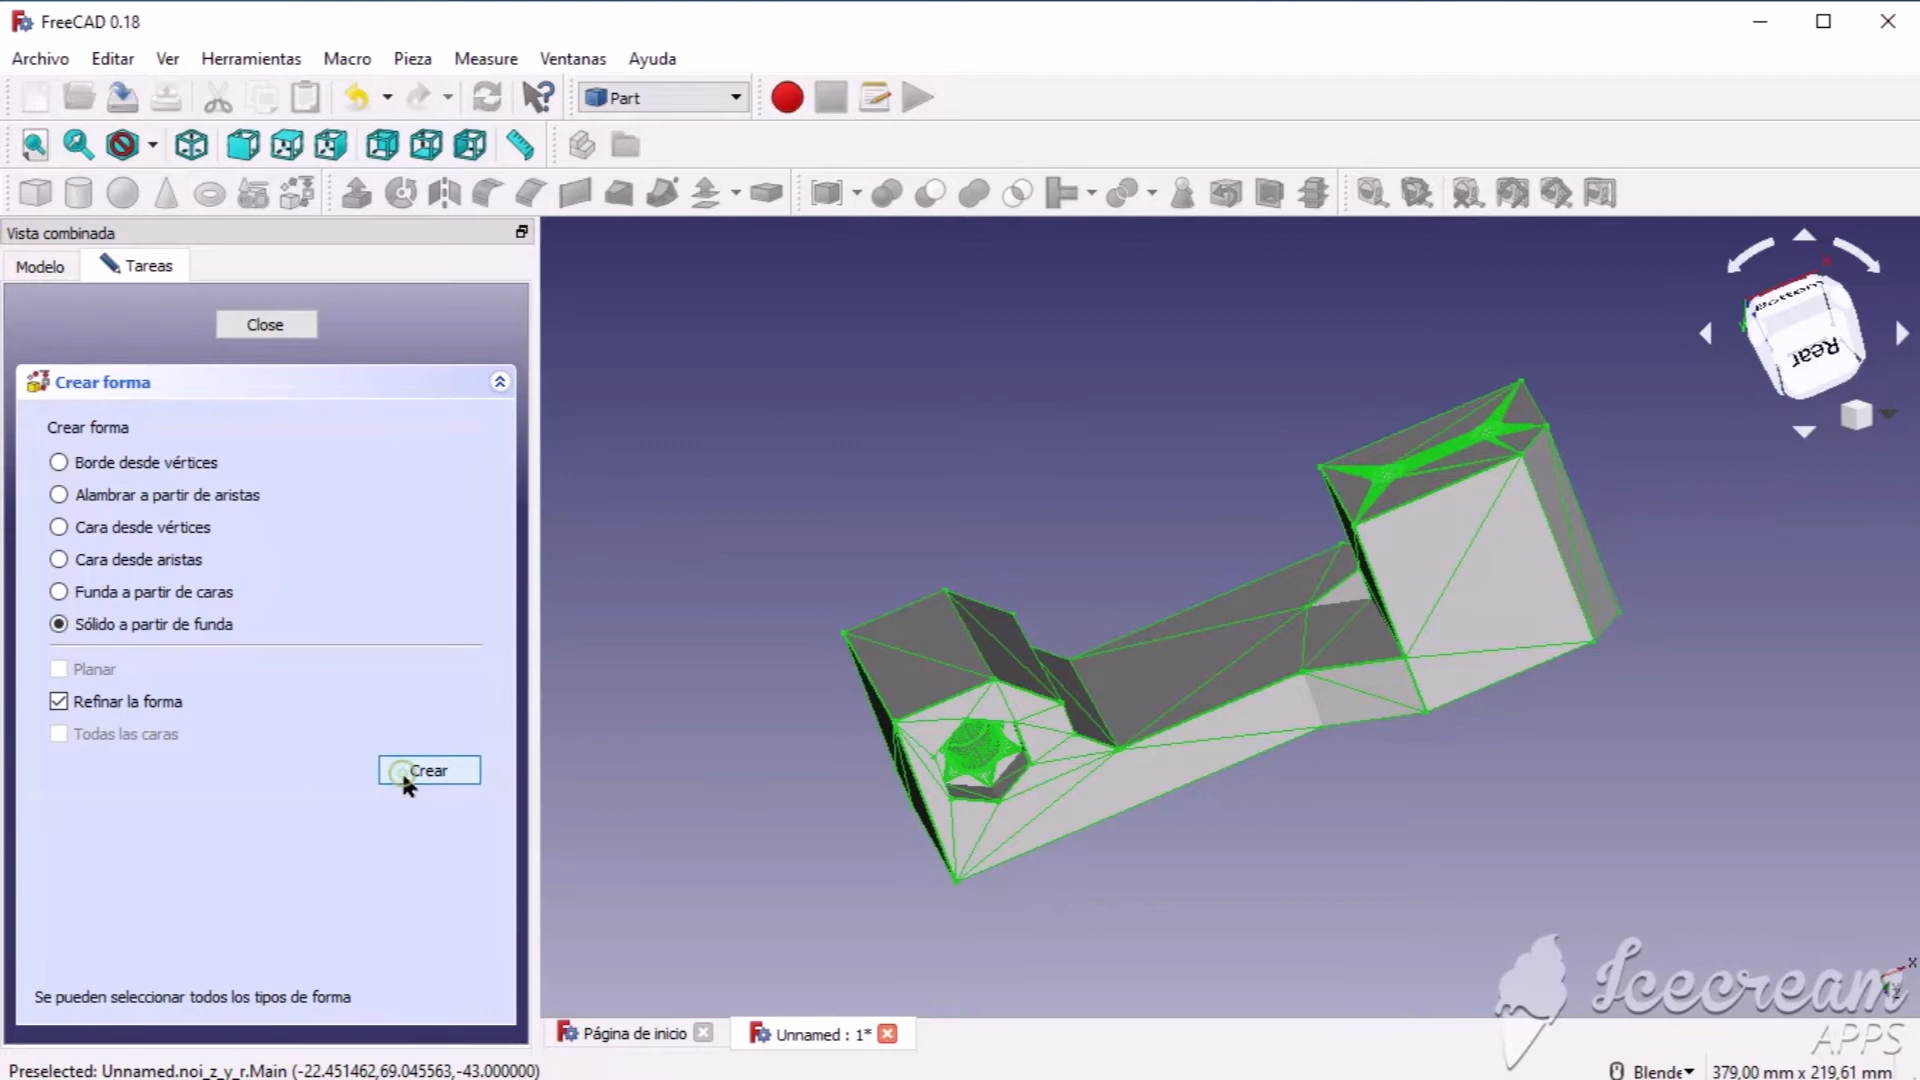 FreeCAD 0.18
Archivo Editar Ver Herramientas Macro Pieza Measure Ventanas Ayuda
Part
Vista combinada
Modelo Tareas
Close
Crear forma
Crear forma
Borde desde vértices
Alambrar a partir de aristas
Cara desde vértices
Cara desde aristas
Funda a partir de caras
Sólido a partir de funda
Planar
Refinar la forma
Todas las caras
Crear
Se pueden seleccionar todos los tipos de forma
Bottom
Rear
X
Z
Icecream
APPS
Página de inicio Unnamed : 1*
Preselected: Unnamed.noi_z_y_r.Main (-22.451462,69.045563,-43.000000)
Blende 379,00 mm x 219,61 mm